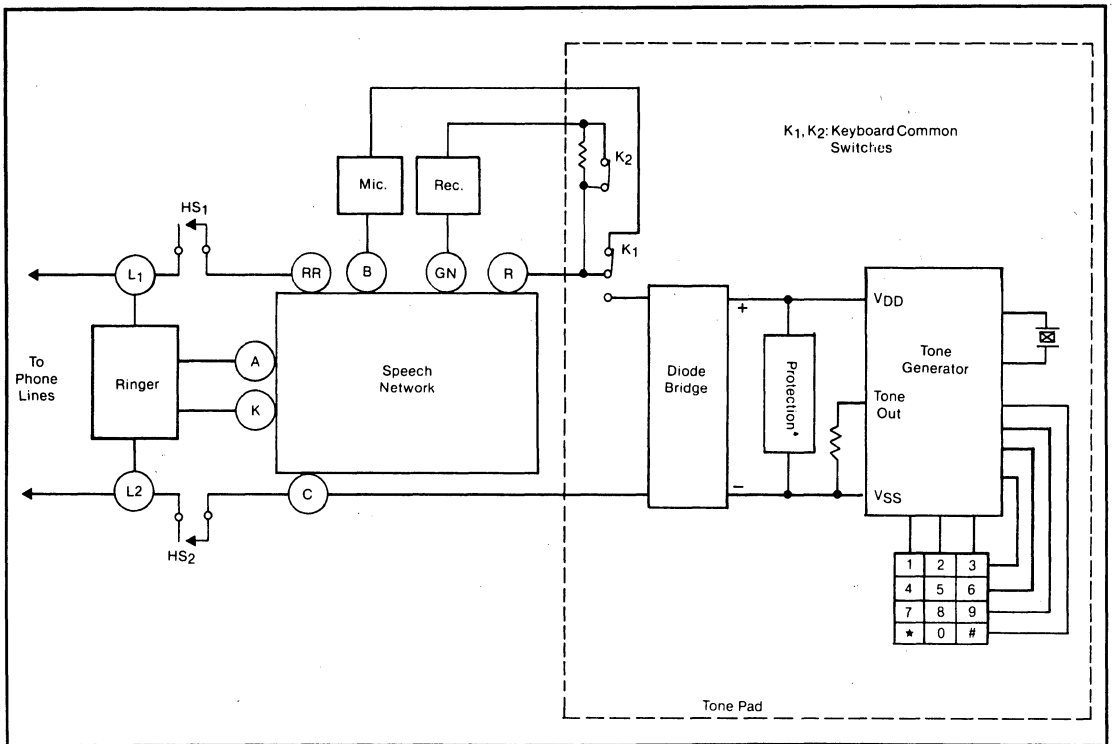 K1, K2: Keyboard Common
Switches
K2
Mic.
Rec.
HS1
K1
L1
RR
B
GN
R
VDD
+
To
Phone
Lines
Ringer
A
K
Speech
Network
Diode
Bridge
Protection*
Tone
Generator
Tone
Out
L2
C
−
VSS
HS2
1 2 3
4 5 6
7 8 9
★ 0 #
Tone Pad